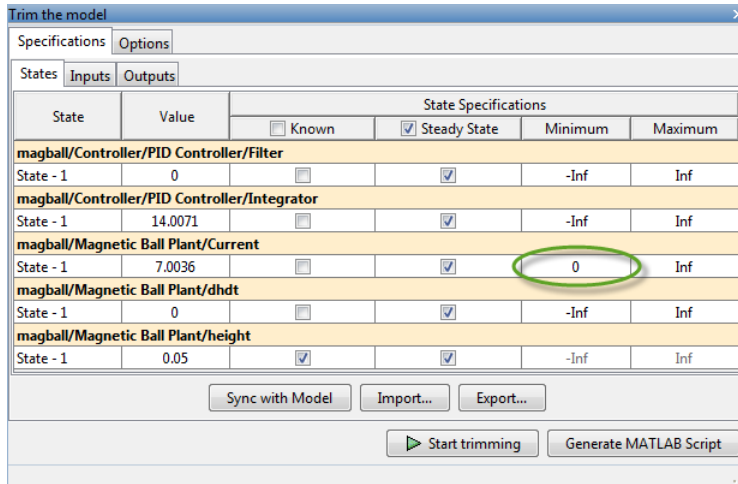 Trim the model
Specifications Options
States Inputs Outputs
State Value State Specifications
Known Steady State Minimum Maximum
magball/Controller/PID Controller/Filter
State - 1 0 -Inf Inf
magball/Controller/PID Controller/Integrator
State - 1 14.0071 -Inf Inf
magball/Magnetic Ball Plant/Current
State - 1 7.0036 0 Inf
magball/Magnetic Ball Plant/dhdt
State - 1 0 -Inf Inf
magball/Magnetic Ball Plant/height
State - 1 0.05 -Inf Inf
Sync with Model Import... Export...
Start trimming Generate MATLAB Script